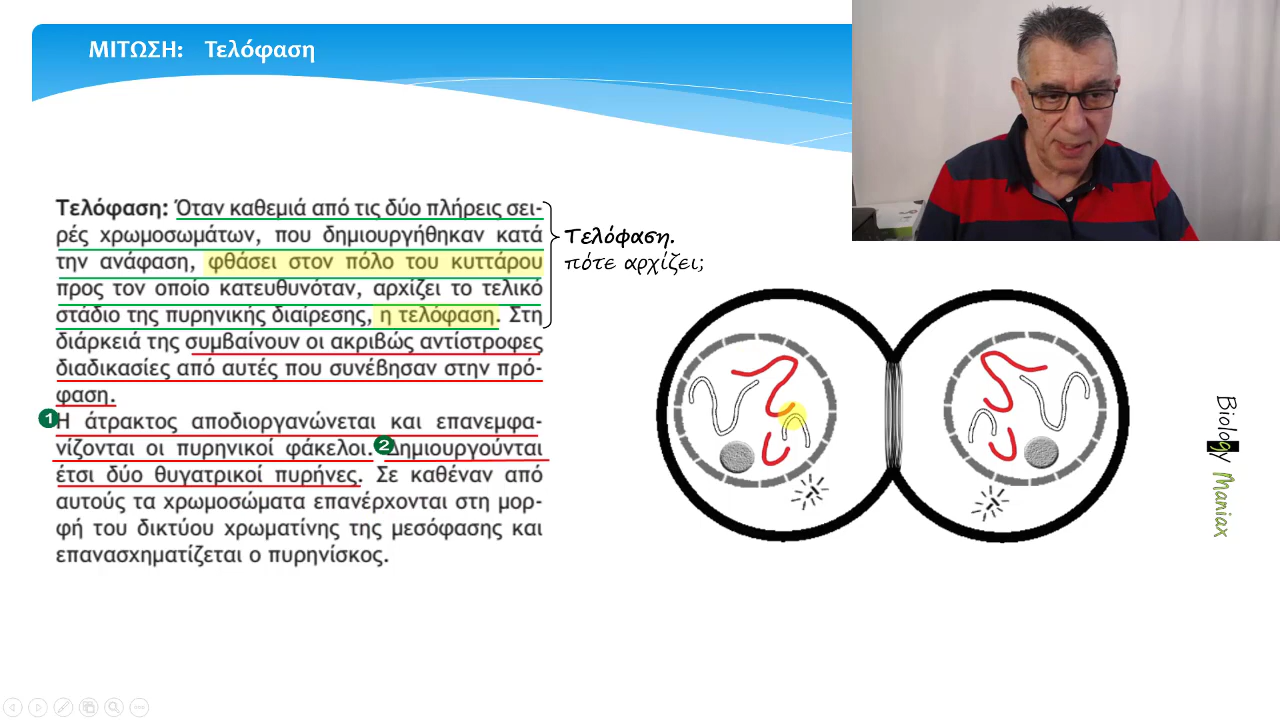 ΜΙΤΩΣΗ: Τελόφαση
Τελόφαση: Όταν καθεμιά από τις δύο πλήρεις σει-
ρές χρωμοσωμάτων, που δημιουργήθηκαν κατά
την ανάφαση, φθάσει στον πόλο του κυττάρου
προς τον οποίο κατευθυνόταν, αρχίζει το τελικό
στάδιο της πυρηνικής διαίρεσης, η τελόφαση. Στη
διάρκειά της συμβαίνουν οι ακριβώς αντίστροφες
διαδικασίες από αυτές που συνέβησαν στην πρό-
φαση.
1 Η άτρακτος αποδιοργανώνεται και επανεμφα-
νίζονται οι πυρηνικοί φάκελοι. 2 Δημιουργούνται
έτσι δύο θυγατρικοί πυρήνες. Σε καθέναν από
αυτούς τα χρωμοσώματα επανέρχονται στη μορ-
φή του δικτύου χρωματίνης της μεσόφασης και
επανασχηματίζεται ο πυρηνίσκος.
Τελόφαση.
πότε αρχίζει;
Biology Maniax